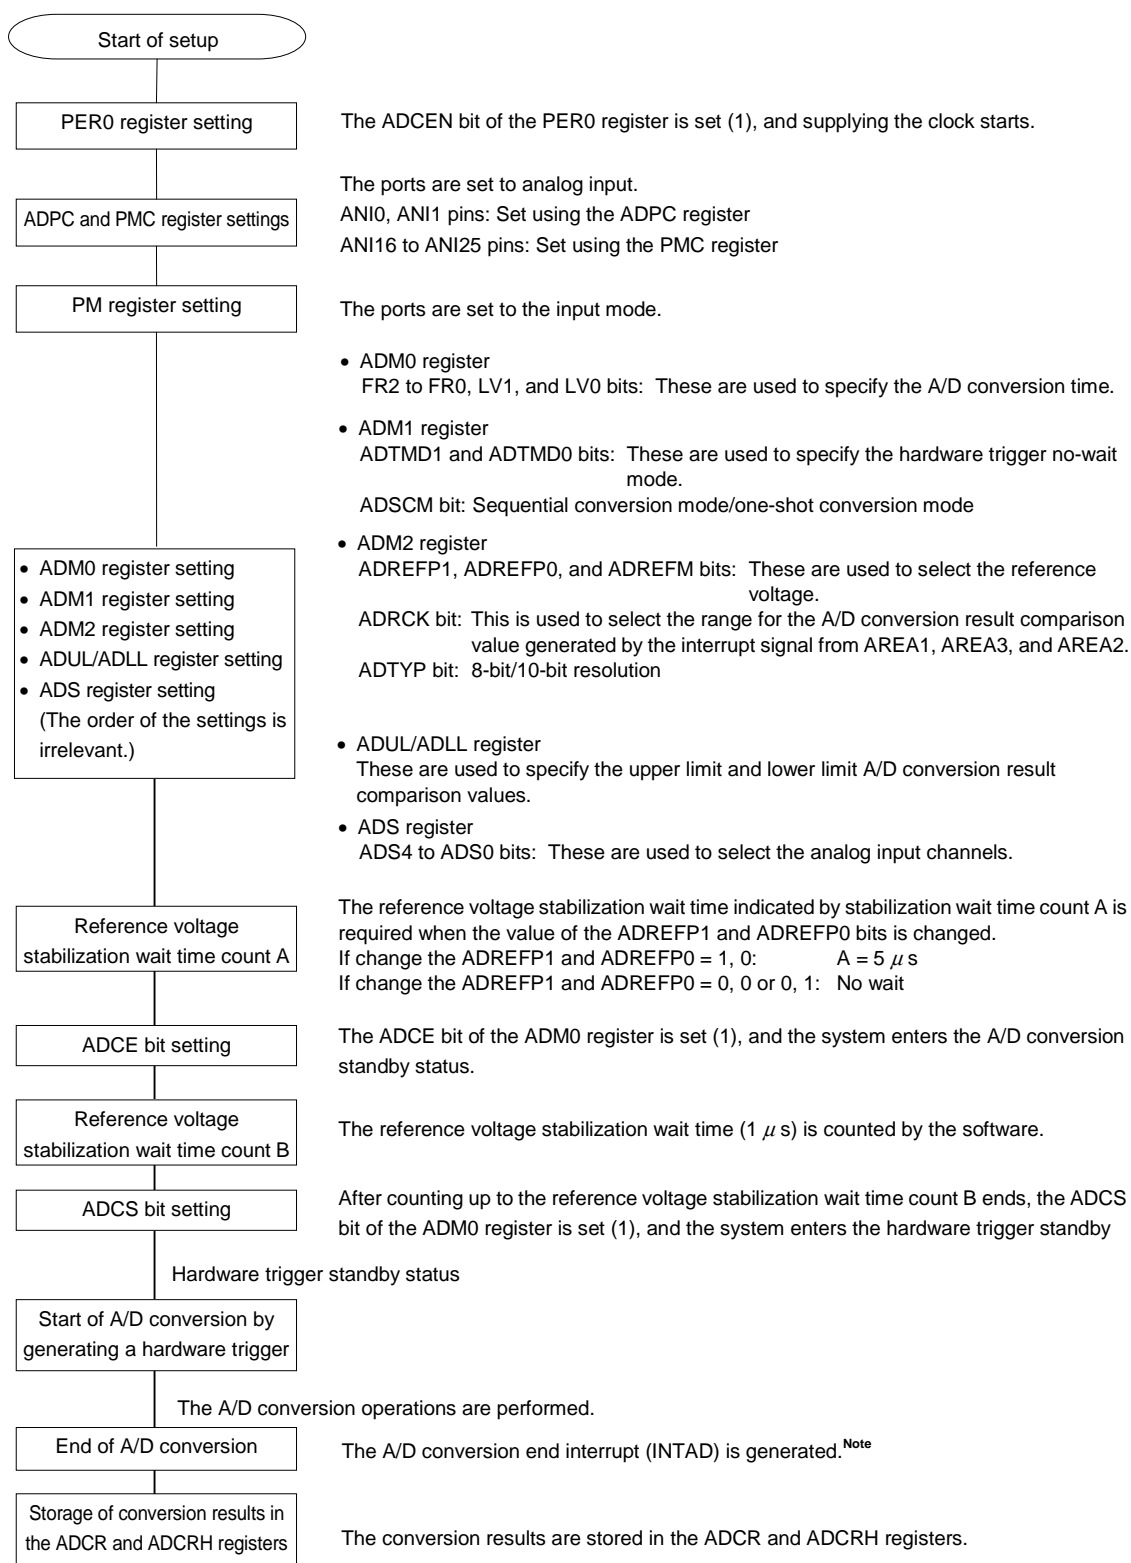 Start of setup
PER0 register setting
The ADCEN bit of the PER0 register is set (1), and supplying the clock starts.
ADPC and PMC register settings
The ports are set to analog input.
ANI0, ANI1 pins: Set using the ADPC register
ANI16 to ANI25 pins: Set using the PMC register
PM register setting
The ports are set to the input mode.
• ADM0 register setting
• ADM1 register setting
• ADM2 register setting
• ADUL/ADLL register setting
• ADS register setting
(The order of the settings is
irrelevant.)
• ADM0 register
FR2 to FR0, LV1, and LV0 bits: These are used to specify the A/D conversion time.
• ADM1 register
ADTMD1 and ADTMD0 bits: These are used to specify the hardware trigger no-wait
mode.
ADSCM bit: Sequential conversion mode/one-shot conversion mode
• ADM2 register
ADREFP1, ADREFP0, and ADREFM bits: These are used to select the reference
voltage.
ADRCK bit: This is used to select the range for the A/D conversion result comparison
value generated by the interrupt signal from AREA1, AREA3, and AREA2.
ADTYP bit: 8-bit/10-bit resolution
• ADUL/ADLL register
These are used to specify the upper limit and lower limit A/D conversion result
comparison values.
• ADS register
ADS4 to ADS0 bits: These are used to select the analog input channels.
Reference voltage
stabilization wait time count A
The reference voltage stabilization wait time indicated by stabilization wait time count A is
required when the value of the ADREFP1 and ADREFP0 bits is changed.
If change the ADREFP1 and ADREFP0 = 1, 0: A = 5 μ s
If change the ADREFP1 and ADREFP0 = 0, 0 or 0, 1: No wait
ADCE bit setting
The ADCE bit of the ADM0 register is set (1), and the system enters the A/D conversion
standby status.
Reference voltage
stabilization wait time count B
The reference voltage stabilization wait time (1 μ s) is counted by the software.
ADCS bit setting
After counting up to the reference voltage stabilization wait time count B ends, the ADCS
bit of the ADM0 register is set (1), and the system enters the hardware trigger standby
Hardware trigger standby status
Start of A/D conversion by
generating a hardware trigger
The A/D conversion operations are performed.
End of A/D conversion
The A/D conversion end interrupt (INTAD) is generated.Note
Storage of conversion results in
the ADCR and ADCRH registers
The conversion results are stored in the ADCR and ADCRH registers.